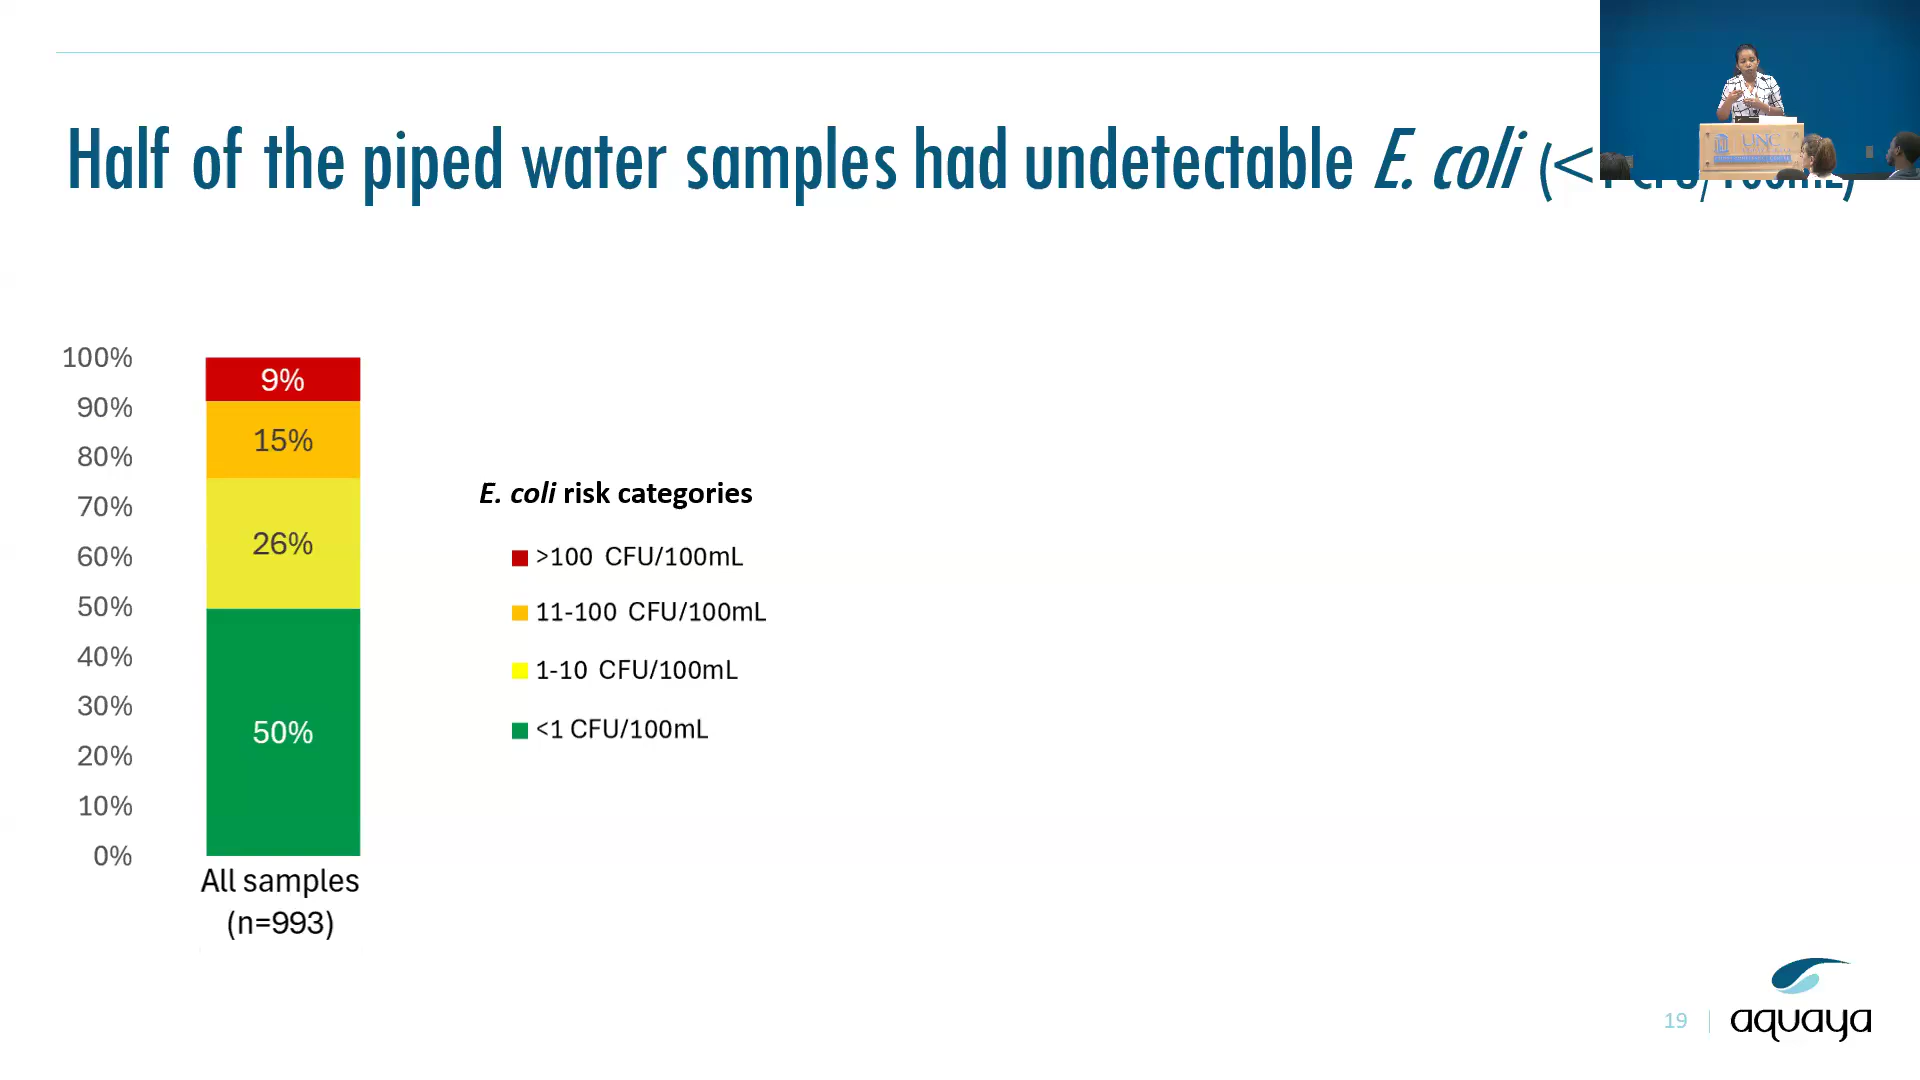 Half of the piped water samples had undetectable E. coli (<1 CFU/100mL)
UNC
100%
90%
80%
70%
60%
50%
40%
30%
20%
10%
0%
9%
15%
26%
50%
All samples
(n=993)
E. coli risk categories
>100 CFU/100mL
11-100 CFU/100mL
1-10 CFU/100mL
<1 CFU/100mL
19
aquaya